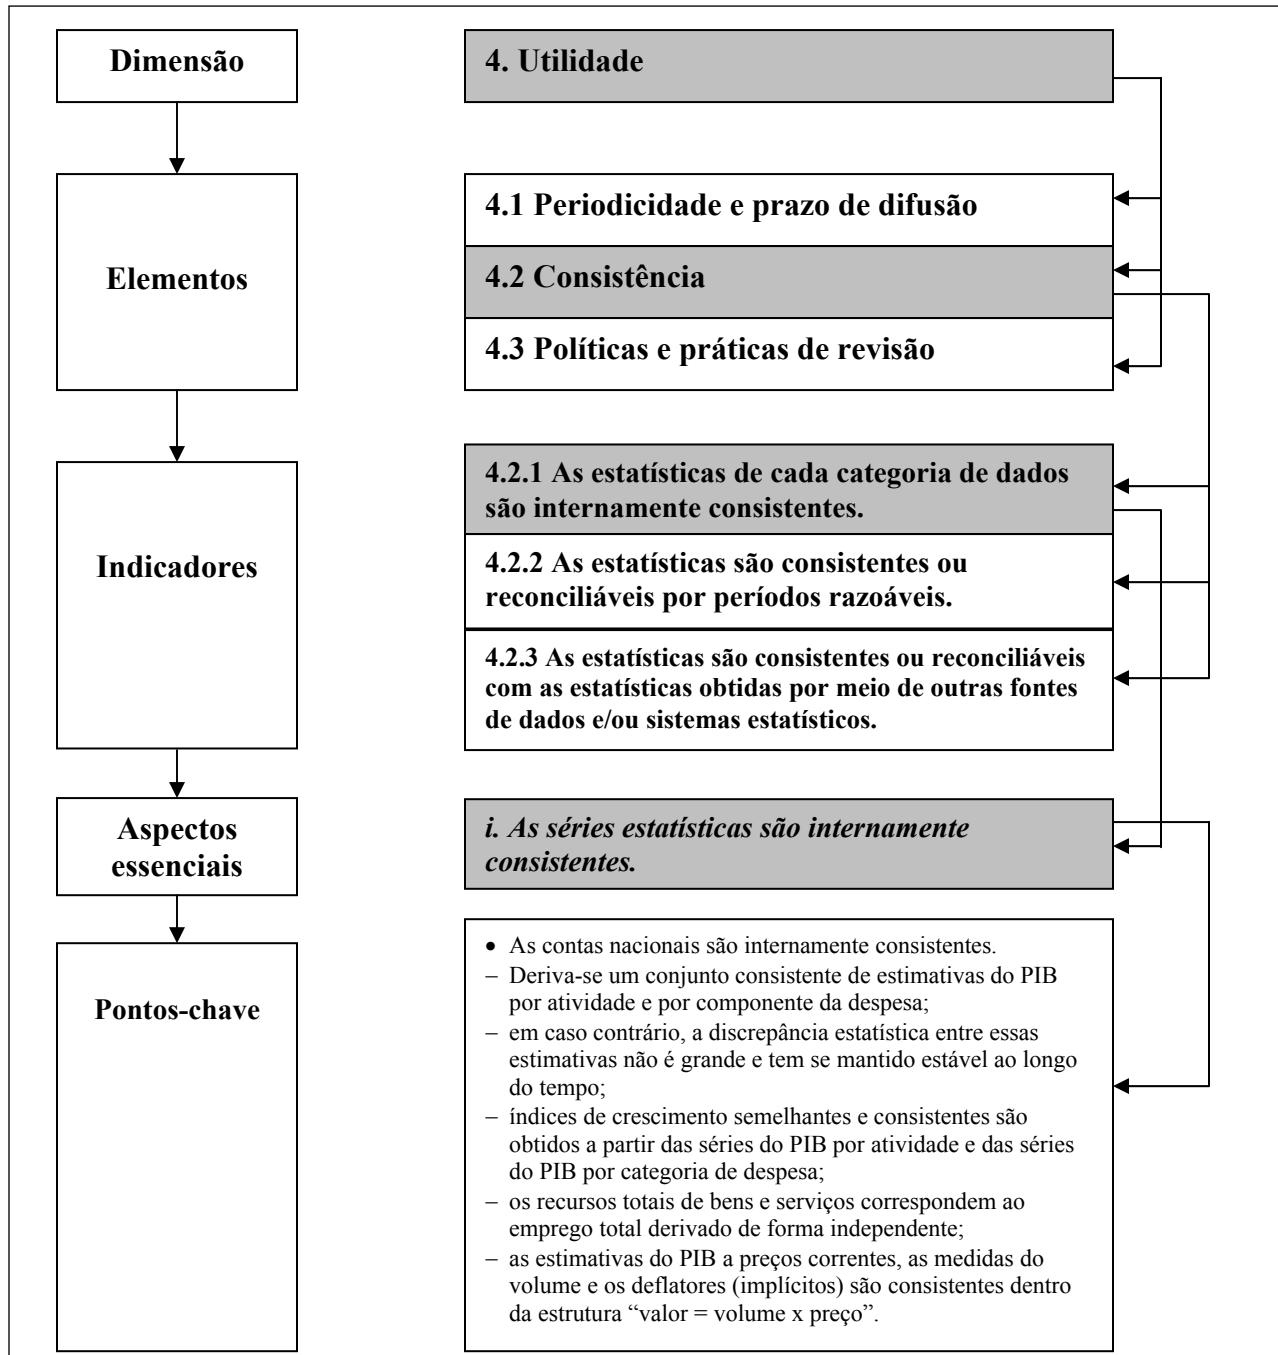 Dimensão
4. Utilidade
Elementos
4.1 Periodicidade e prazo de difusão
4.2 Consistência
4.3 Políticas e práticas de revisão
Indicadores
4.2.1 As estatísticas de cada categoria de dados
são internamente consistentes.
4.2.2 As estatísticas são consistentes ou
reconciliáveis por períodos razoáveis.
4.2.3 As estatísticas são consistentes ou reconciliáveis
com as estatísticas obtidas por meio de outras fontes
de dados e/ou sistemas estatísticos.
Aspectos
essenciais
i. As séries estatísticas são internamente
consistentes.
Pontos-chave
• As contas nacionais são internamente consistentes.
– Deriva-se um conjunto consistente de estimativas do PIB
por atividade e por componente da despesa;
– em caso contrário, a discrepância estatística entre essas
estimativas não é grande e tem se mantido estável ao longo
do tempo;
– índices de crescimento semelhantes e consistentes são
obtidos a partir das séries do PIB por atividade e das séries
do PIB por categoria de despesa;
– os recursos totais de bens e serviços correspondem ao
emprego total derivado de forma independente;
– as estimativas do PIB a preços correntes, as medidas do
volume e os deflatores (implícitos) são consistentes dentro
da estrutura “valor = volume x preço”.